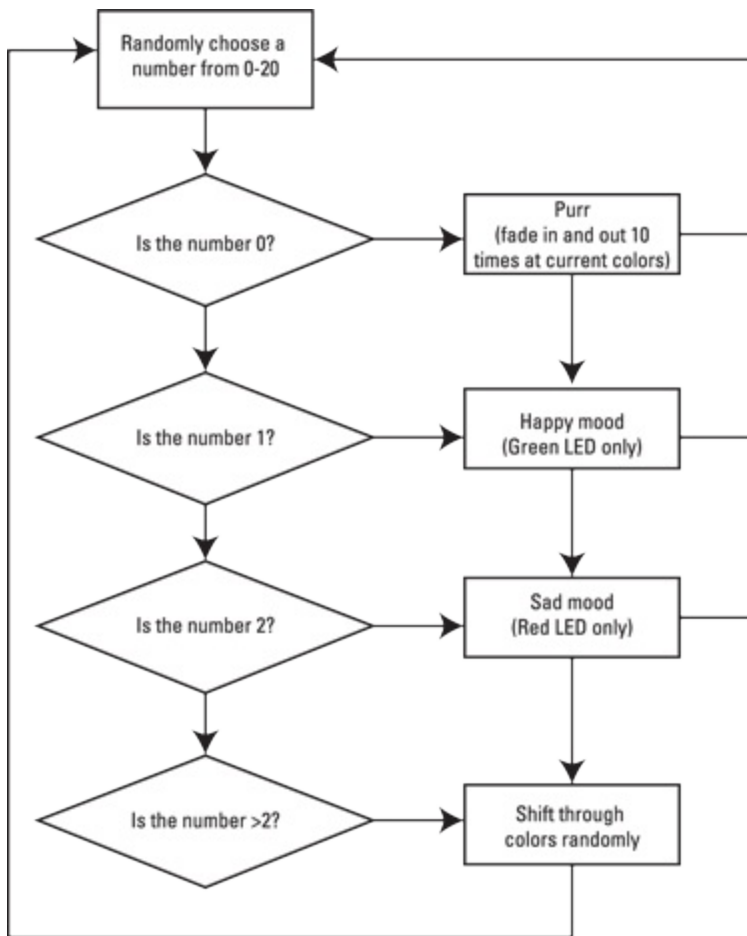 Randomly choose a
number from 0-20
Is the number 0?
Purr
(fade in and out 10
times at current colors)
Is the number 1?
Happy mood
(Green LED only)
Is the number 2?
Sad mood
(Red LED only)
Is the number >2?
Shift through
colors randomly